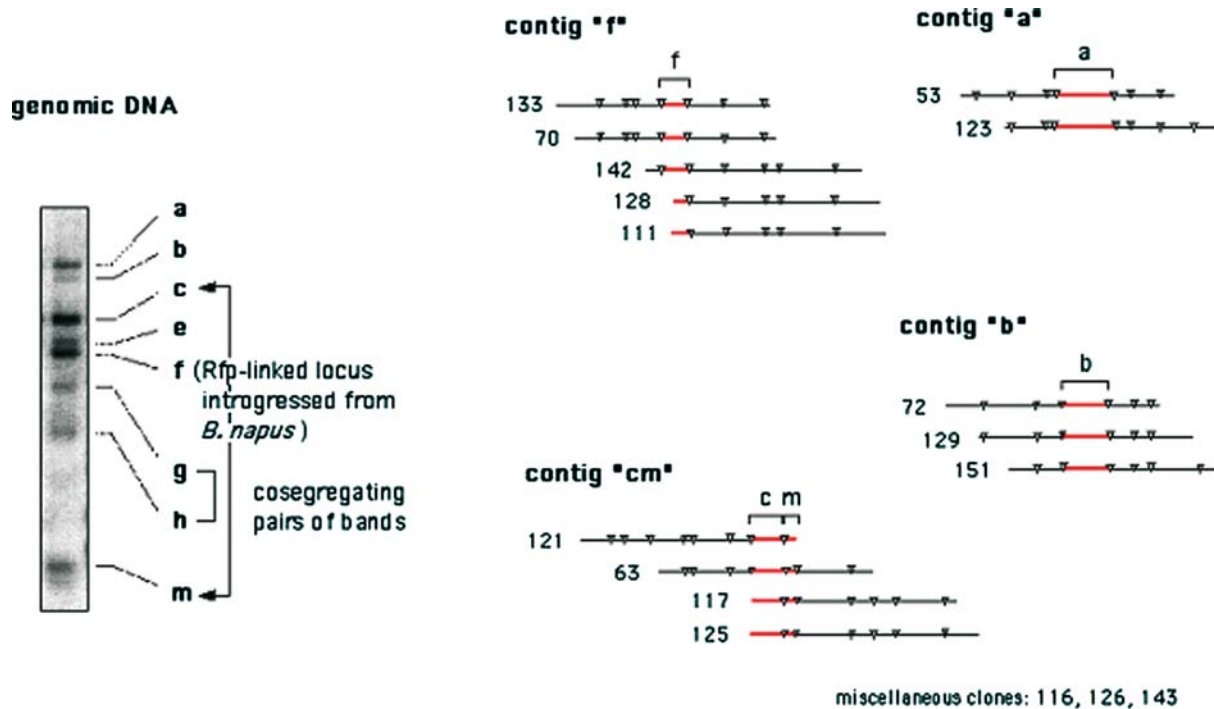 genomic DNA
a
b
c
e
f (Rfp-linked locus
introgressed from
B. napus )
g
h
cosegregating
pairs of bands
m
contig "f"
f
133
70
142
128
111
contig "a"
a
53
123
contig "b"
b
72
129
151
contig "cm"
c m
121
63
117
125
miscellaneous clones: 116, 126, 143